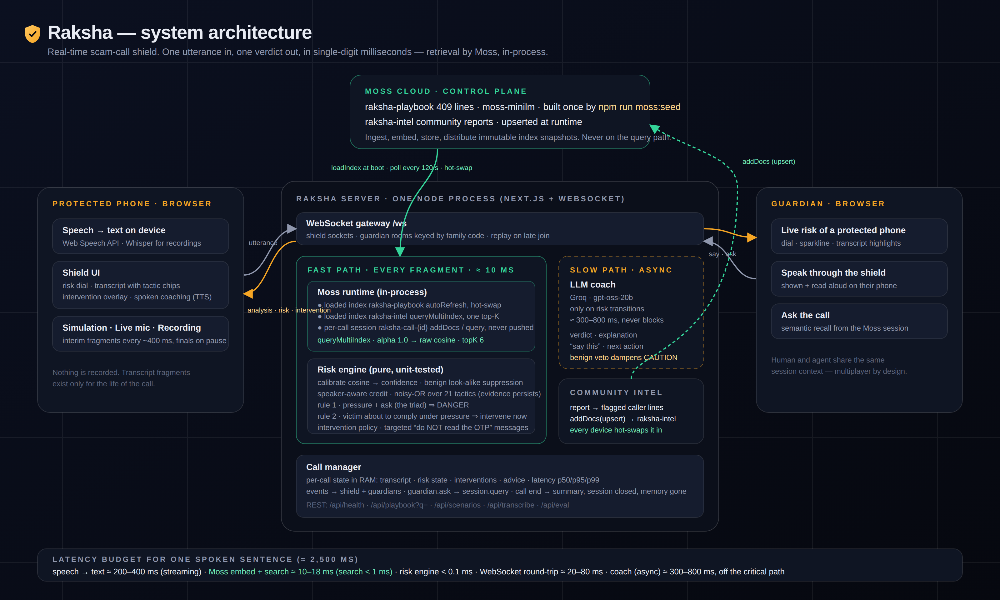 Raksha — system architecture
Real-time scam-call shield. One utterance in, one verdict out, in single-digit milliseconds — retrieval by Moss, in-process.
MOSS CLOUD · CONTROL PLANE
raksha-playbook 409 lines · moss-minilm · built once by npm run moss:seed
raksha-intel community reports · upserted at runtime
Ingest, embed, store, distribute immutable index snapshots. Never on the query path.
loadIndex at boot · poll every 120 s · hot-swap
addDocs (upsert)
PROTECTED PHONE · BROWSER
Speech → text on device
Web Speech API · Whisper for recordings
Shield UI
risk dial · transcript with tactic chips
intervention overlay · spoken coaching (TTS)
Simulation · Live mic · Recording
interim fragments every ~400 ms, finals on pause
Nothing is recorded. Transcript fragments
exist only for the life of the call.
utterance
analysis · risk · intervention
RAKSHA SERVER · ONE NODE PROCESS (NEXT.JS + WEBSOCKET)
WebSocket gateway /ws
shield sockets · guardian rooms keyed by family code · replay on late join
FAST PATH · EVERY FRAGMENT · ≈ 10 MS
Moss runtime (in-process)
● loaded index raksha-playbook autoRefresh, hot-swap
● loaded index raksha-intel queryMultiIndex, one top-K
● per-call session raksha-call-{id} addDocs / query, never pushed
queryMultiIndex · alpha 1.0 → raw cosine · topK 6
Risk engine (pure, unit-tested)
calibrate cosine → confidence · benign look-alike suppression
speaker-aware credit · noisy-OR over 21 tactics (evidence persists)
rule 1 · pressure + ask (the triad) ⇒ DANGER
rule 2 · victim about to comply under pressure ⇒ intervene now
intervention policy · targeted “do NOT read the OTP” messages
SLOW PATH · ASYNC
LLM coach
Groq · gpt-oss-20b
only on risk transitions
≈ 300–800 ms, never blocks
verdict · explanation
“say this” · next action
benign veto dampens CAUTION
COMMUNITY INTEL
report → flagged caller lines
addDocs(upsert) → raksha-intel
every device hot-swaps it in
Call manager
per-call state in RAM: transcript · risk state · interventions · advice · latency p50/p95/p99
events → shield + guardians · guardian.ask → session.query · call end → summary, session closed, memory gone
REST: /api/health · /api/playbook?q= · /api/scenarios · /api/transcribe · /api/eval
say · ask
GUARDIAN · BROWSER
Live risk of a protected phone
dial · sparkline · transcript highlights
Speak through the shield
shown + read aloud on their phone
Ask the call
semantic recall from the Moss session
Human and agent share the same
session context — multiplayer by design.
LATENCY BUDGET FOR ONE SPOKEN SENTENCE (≈ 2,500 MS)
speech → text ≈ 200–400 ms (streaming) · Moss embed + search ≈ 10–18 ms (search < 1 ms) · risk engine < 0.1 ms · WebSocket round-trip ≈ 20–80 ms · coach (async) ≈ 300–800 ms, off the critical path